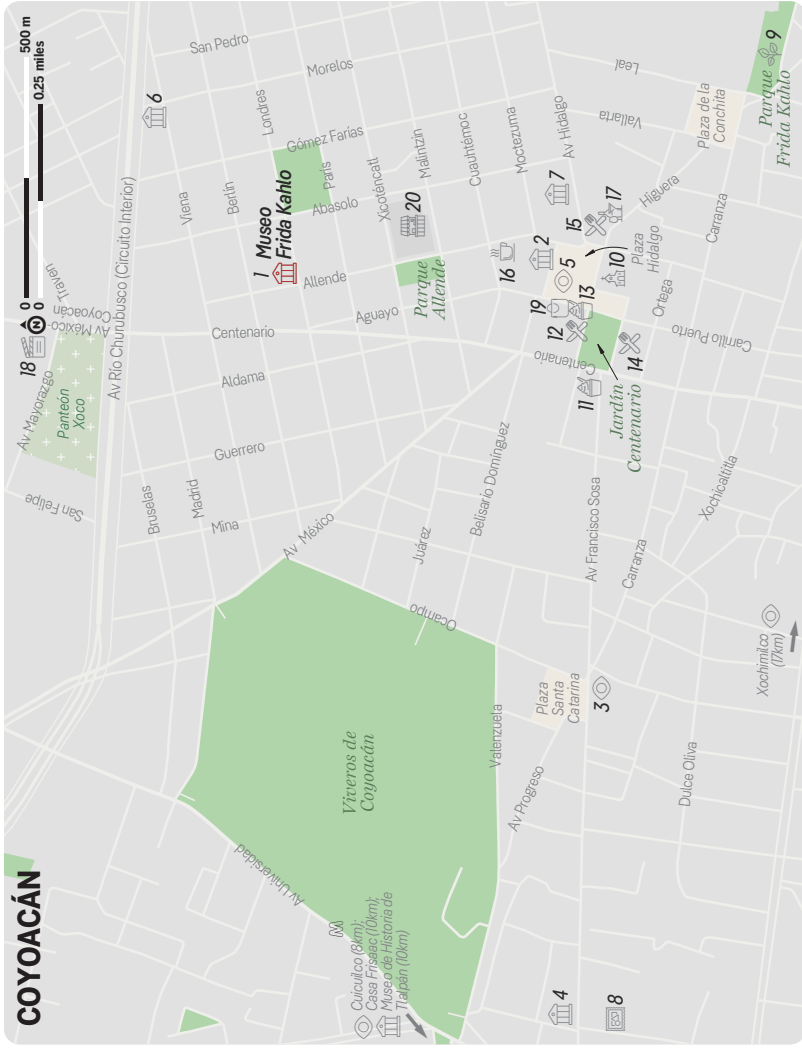 COYOACÁN
0
500 m
0
0.25 miles
N
Av Mayorazgo
18
Av México-
Coyoacán
Traven
San Felipe
Panteón
Xoco
Av Río Churubusco (Circuito Interior)
6
San Pedro
Bruselas
Viena
Madrid
Berlín
Londres
Morelos
Mina
Guerrero
Aldama
Centenario
Allende
1 Museo
Frida Kahlo
Gómez Farías
París
Abasolo
Av Universidad
Viveros de
Coyoacán
Av México
Aguayo
Xicoténcatl
Malintzin
20
Parque
Allende
Cuicuilco (8km);
Casa Frisaac (10km);
Museo de Historia de
Tlalpán (10km)
Ocampo
Juárez
Belisario Domínguez
Cuauhtémoc
Moctezuma
Valenzuela
Av Progreso
Plaza
Santa
Catarina
3
16
2
7
Av Hidalgo
4
8
5
19
12
13
15
17
10
Plaza
Hidalgo
Higuera
Vallarta
Leal
Centenario
11
14
Jardín
Centenario
Av Francisco Sosa
Carranza
Ortega
Carrillo Puerto
Carranza
Plaza de la
Conchita
Dulce Oliva
Xochicaltitla
Xochimilco
(17km)
Parque
Frida Kahlo
9